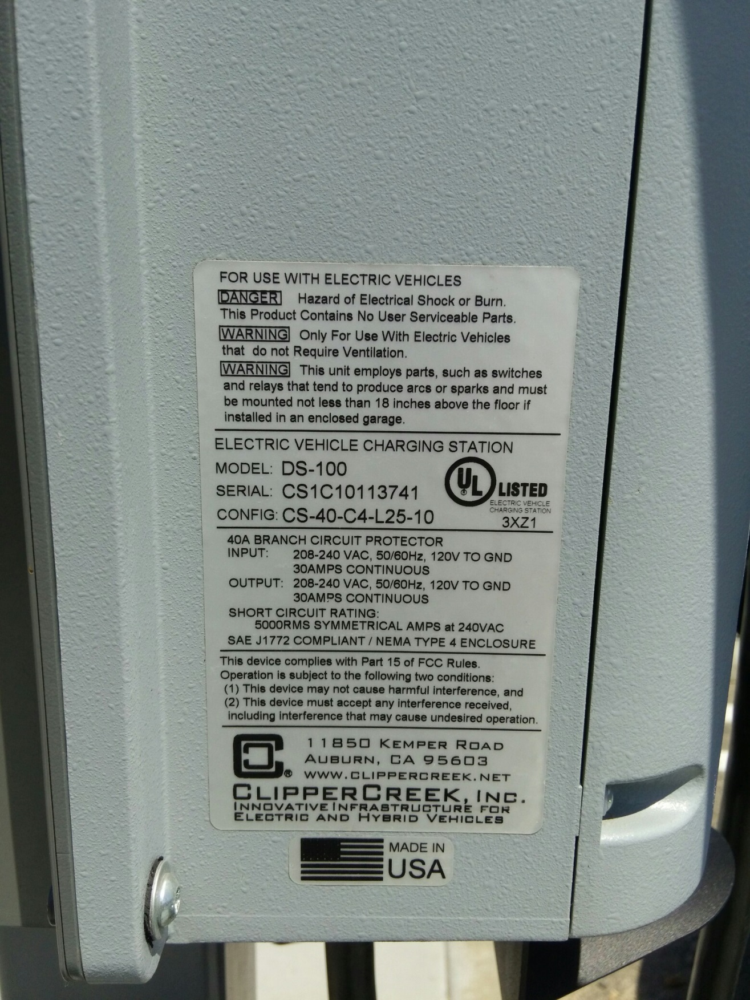 FOR USE WITH ELECTRIC VEHICLES
DANGER Hazard of Electrical Shock or Burn.
This Product Contains No User Serviceable Parts.
WARNING Only For Use With Electric Vehicles
that do not Require Ventilation.
WARNING This unit employs parts, such as switches
and relays that tend to produce arcs or sparks and must
be mounted not less than 18 inches above the floor if
installed in an enclosed garage.
ELECTRIC VEHICLE CHARGING STATION
MODEL: DS-100
SERIAL: CS1C10113741
CONFIG: CS-40-C4-L25-10
UL ® LISTED
ELECTRIC VEHICLE
CHARGING STATION
3XZ1
40A BRANCH CIRCUIT PROTECTOR
INPUT: 208-240 VAC, 50/60Hz, 120V TO GND
30AMPS CONTINUOUS
OUTPUT: 208-240 VAC, 50/60Hz, 120V TO GND
30AMPS CONTINUOUS
SHORT CIRCUIT RATING:
5000RMS SYMMETRICAL AMPS at 240VAC
SAE J1772 COMPLIANT / NEMA TYPE 4 ENCLOSURE
This device complies with Part 15 of FCC Rules.
Operation is subject to the following two conditions:
(1) This device may not cause harmful interference, and
(2) This device must accept any interference received,
including interference that may cause undesired operation.
11850 KEMPER ROAD
AUBURN, CA 95603
® WWW.CLIPPERCREEK.NET
CLIPPERCREEK, INC.
INNOVATIVE INFRASTRUCTURE FOR
ELECTRIC AND HYBRID VEHICLES
MADE IN
USA